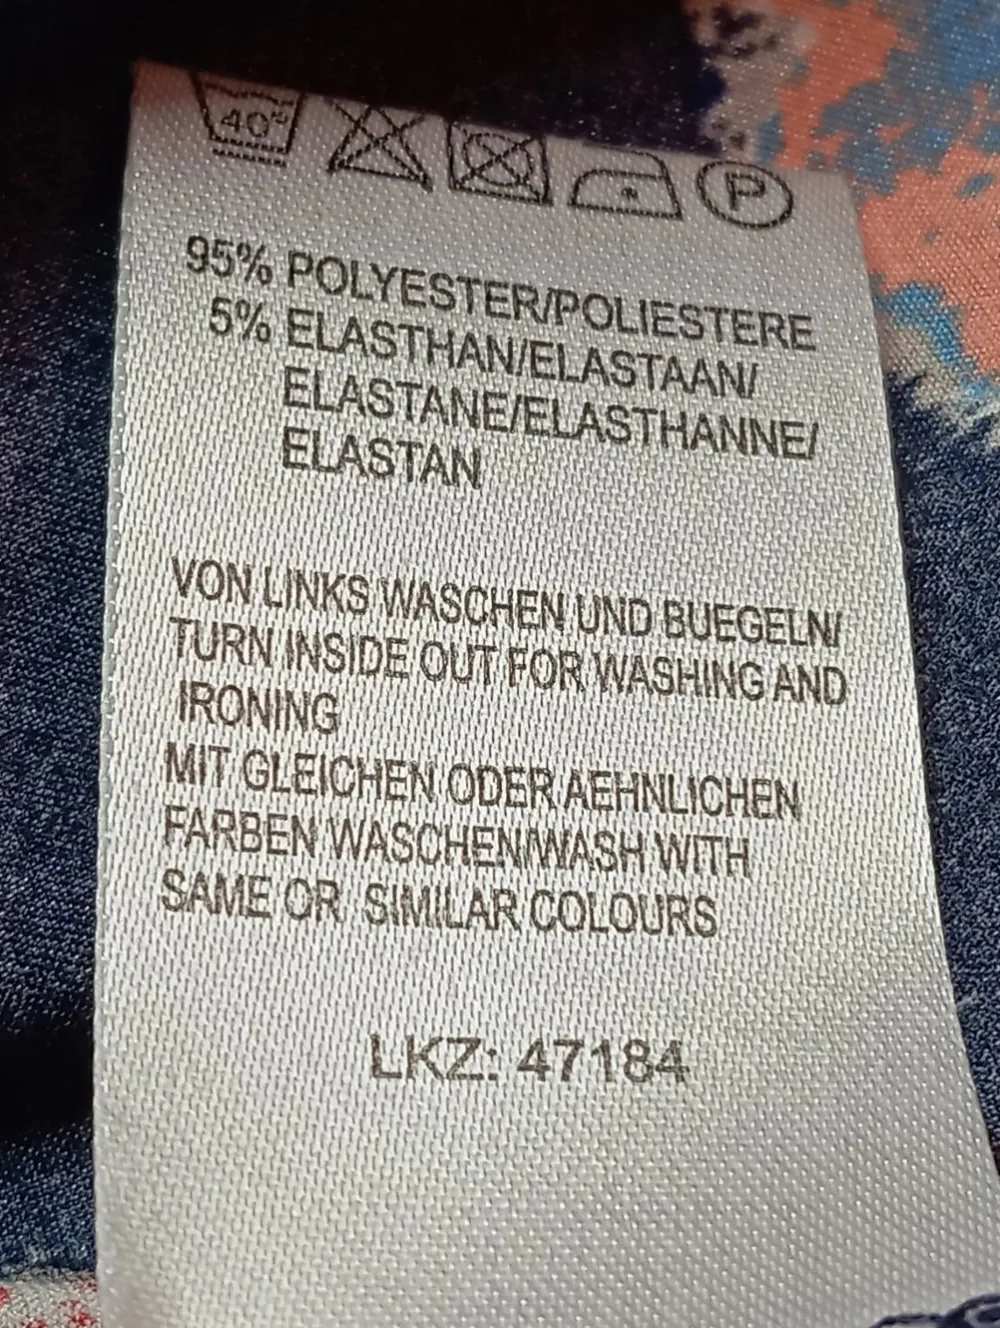 40°
P
95% POLYESTER/POLIESTERE
5% ELASTHAN/ELASTAAN/
ELASTANE/ELASTHANNE/
ELASTAN
VON LINKS WASCHEN UND BUEGELN/
TURN INSIDE OUT FOR WASHING AND
IRONING
MIT GLEICHEN ODER AEHNLICHEN
FARBEN WASCHEN/WASH WITH
SAME OR SIMILAR COLOURS
LKZ: 47184